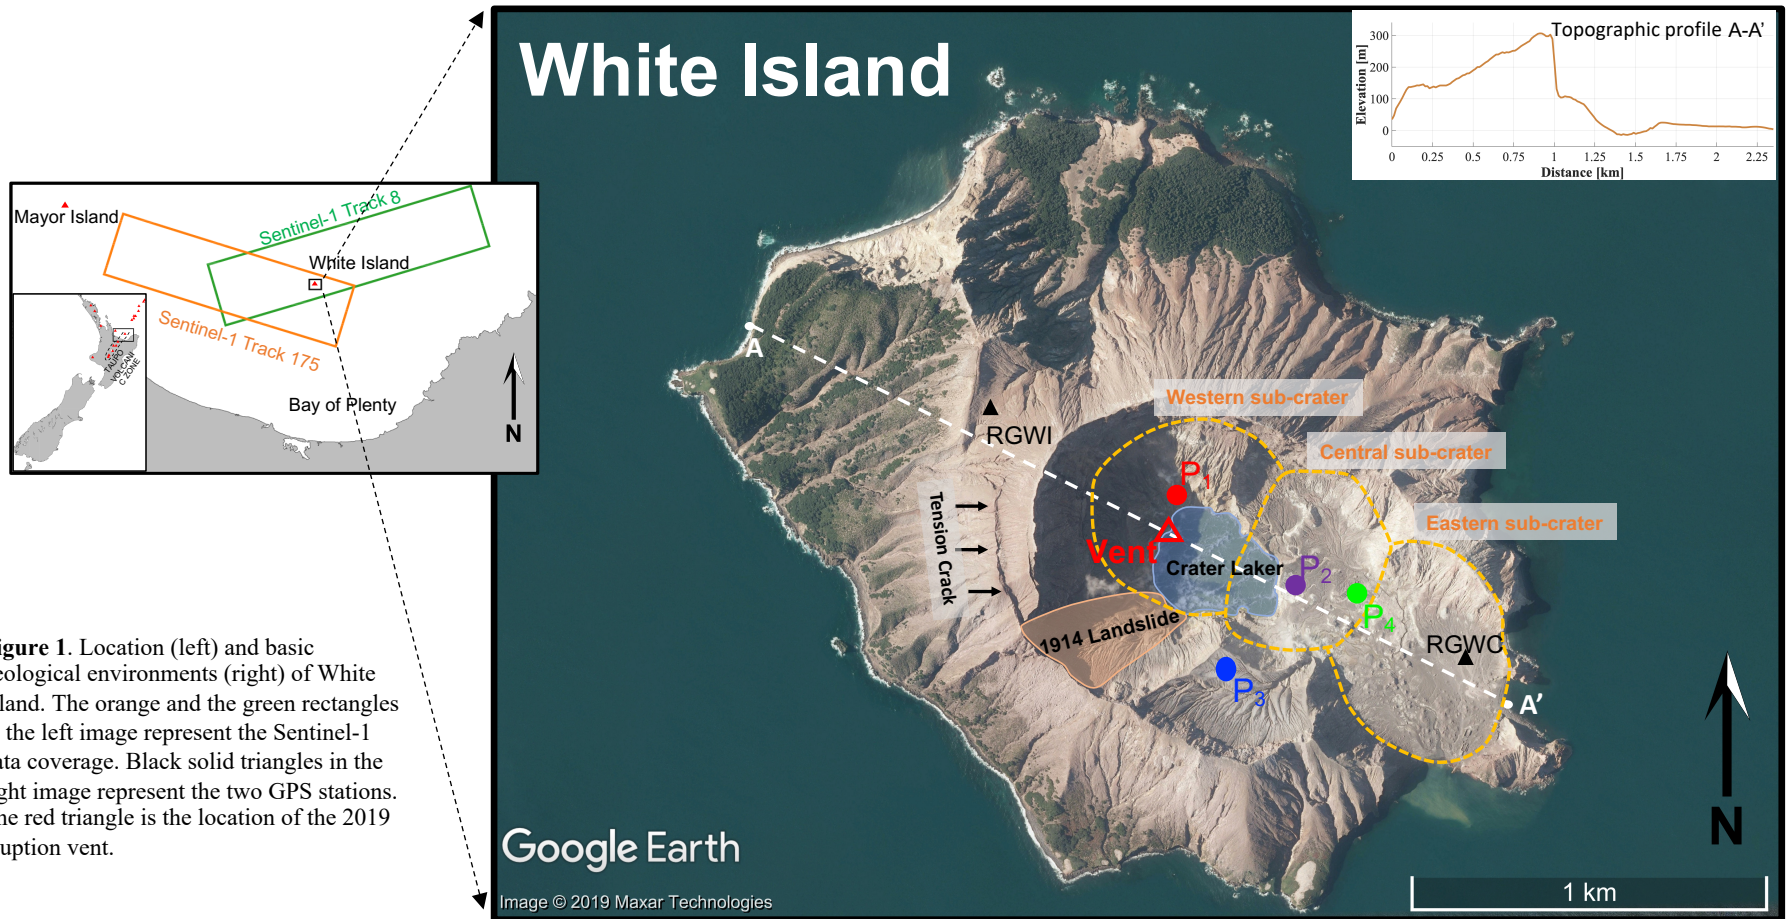 White Island
Topographic profile A-A'
Elevation [m]
300
200
100
0
0 0.25 0.5 0.75 1 1.25 1.5 1.75 2 2.25
Distance [km]
Mayor Island
Sentinel-1 Track 8
White Island
Sentinel-1 Track 175
TAUPO
VOLCANI
C ZONE
Bay of Plenty
N
A
RGWI
Western sub-crater
Central sub-crater
Eastern sub-crater
P1
Tension Crack
Vent
Crater Laker
P2
P4
1914 Landslide
RGWC
P3
A'
N
igure 1. Location (left) and basic
eological environments (right) of White
land. The orange and the green rectangles
the left image represent the Sentinel-1
ata coverage. Black solid triangles in the
ght image represent the two GPS stations.
he red triangle is the location of the 2019
uption vent.
Google Earth
Image © 2019 Maxar Technologies
1 km